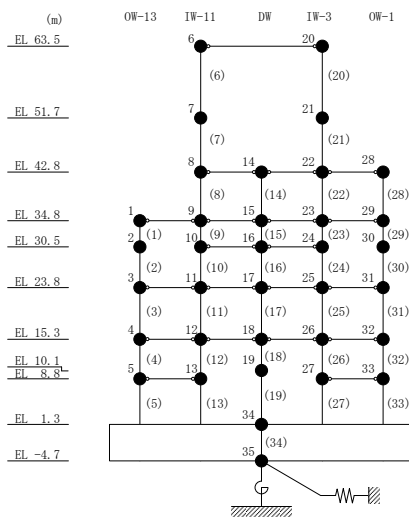 (m) OW-13 IW-11 DW IW-3 OW-1
EL 63.5 6 20
(6) (20)
EL 51.7 7 21
(7) (21)
EL 42.8 8 14 22 28
(8) (14) (22) (28)
EL 34.8 1 9 15 23 29
(1) (9) (15) (23) (29)
EL 30.5 2 10 16 24 30
(2) (10) (16) (24) (30)
EL 23.8 3 11 17 25 31
(3) (11) (17) (25) (31)
EL 15.3 4 12 18 26 32
(4) (12) (18) (26) (32)
EL 10.1 19
EL 8.8 5 13 27 33
(5) (13) (19) (27) (33)
EL 1.3 34
(34)
EL -4.7 35